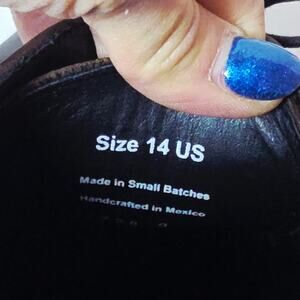 Size 14 US
Made in Small Batches
Handcrafted in Mexico